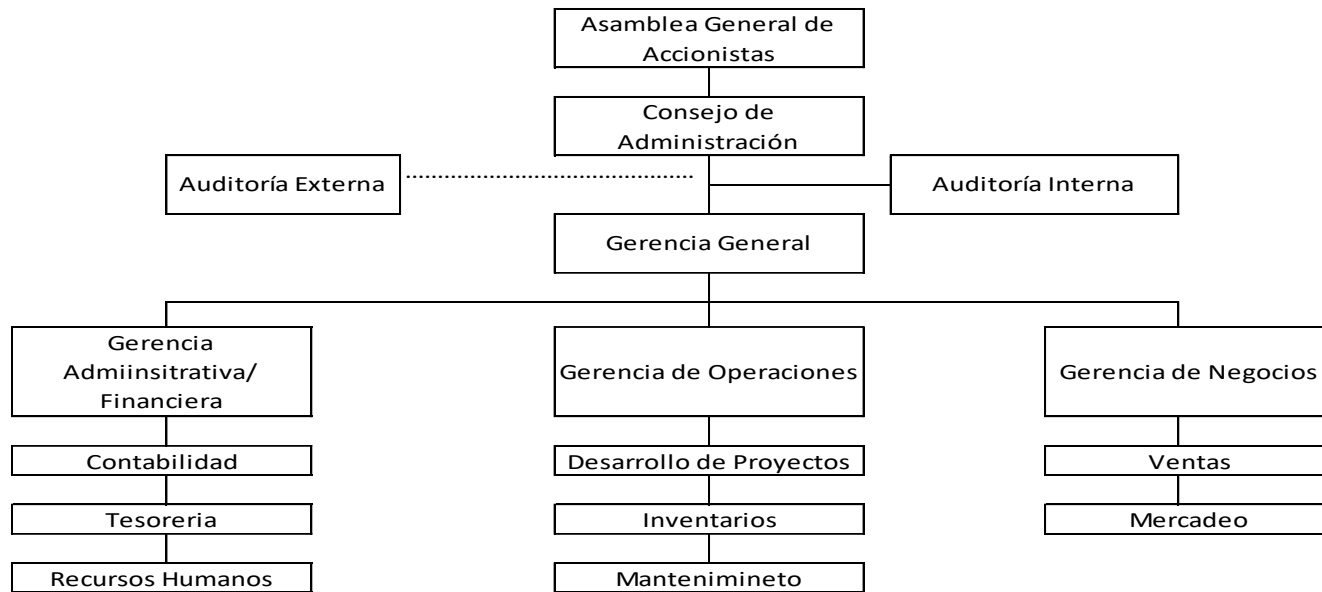 Asamblea General de
Accionistas
Consejo de
Administración
Auditoría Externa
Auditoría Interna
Gerencia General
Gerencia
Admiinsitrativa/
Financiera
Gerencia de Operaciones
Gerencia de Negocios
Contabilidad
Desarrollo de Proyectos
Ventas
Tesoreria
Inventarios
Mercadeo
Recursos Humanos
Mantenimineto